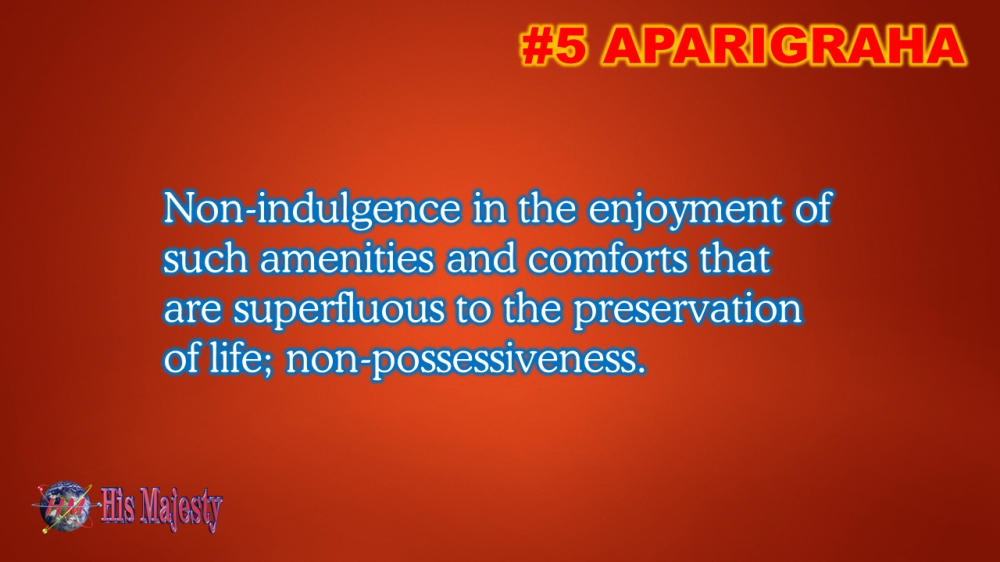 #5 APARIGRAHA
Non-indulgence in the enjoyment of
such amenities and comforts that
are superfluous to the preservation
of life; non-possessiveness.
HM His Majesty